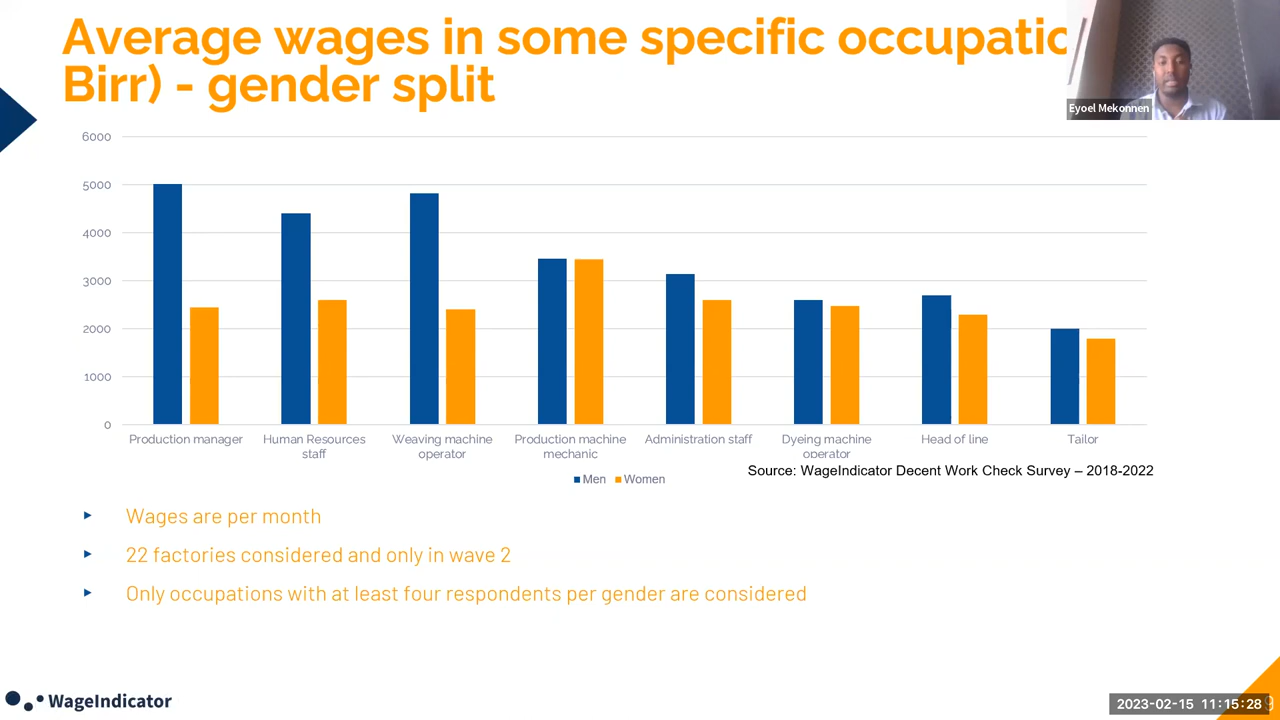 Average wages in some specific
Birr) - gender split
Eyoel Mekonnen
6000
5000
4000
3000
2000
1000
0
Production manager
Human Resources
staff
Weaving machine
operator
Production machine
mechanic
Administration staff
Dyeing machine
operator
Head of line
Tailor
Men Women
Source: WageIndicator Decent Work Check Survey – 2018-2022
Wages are per month
22 factories considered and only in wave 2
Only occupations with at least four respondents per gender are considered
WageIndicator
2023-02-15 11:15:28